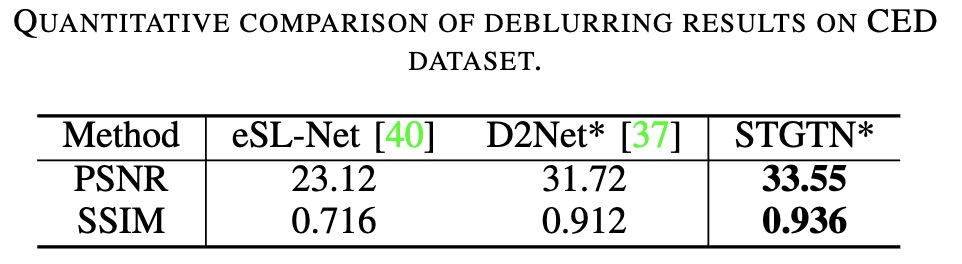 QUANTITATIVE COMPARISON OF DEBLURRING RESULTS ON CED
DATASET.
Method eSL-Net [40] D2Net* [37] STGTN*
PSNR 23.12 31.72 33.55
SSIM 0.716 0.912 0.936